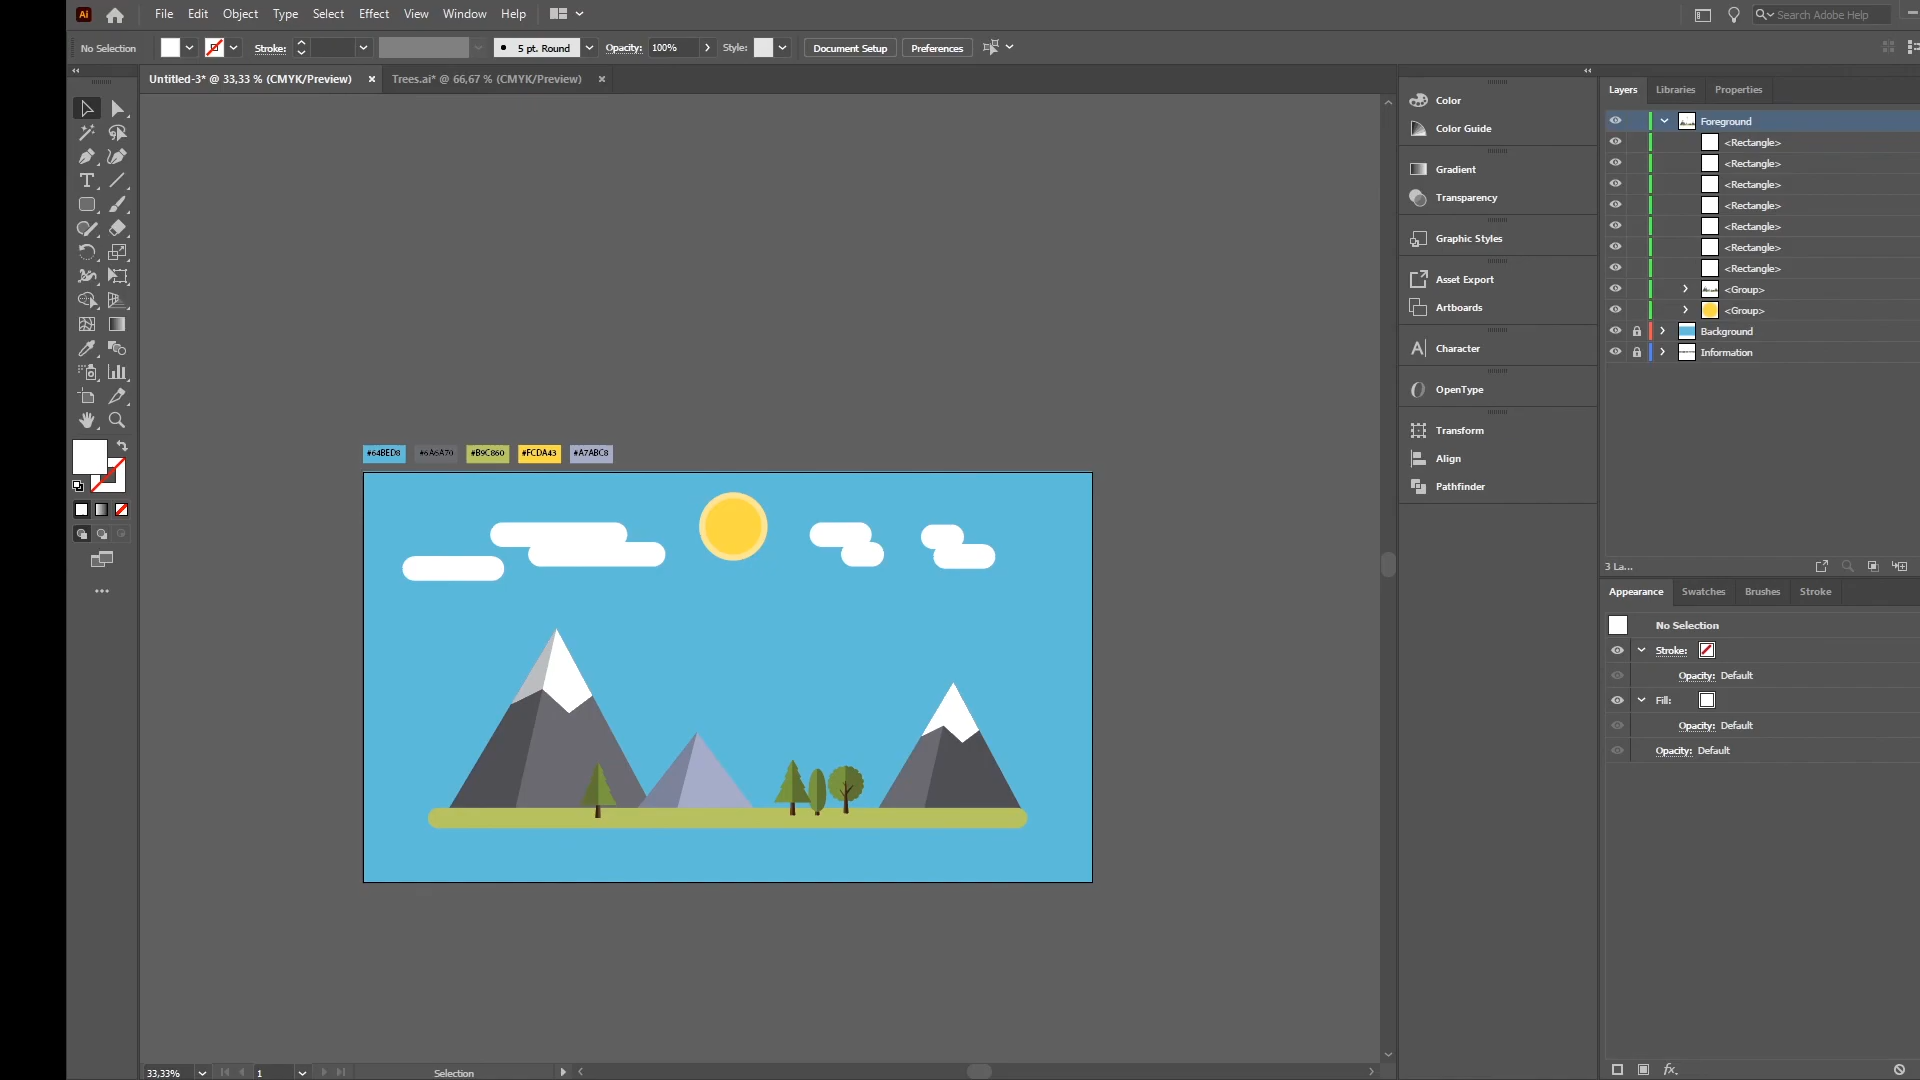 Ai File Edit Object Type Select Effect View Window Help Search Adobe Help
No Selection Stroke: 5 pt. Round Opacity: 100% Style: Document Setup Preferences
Untitled-3* @ 33,33 % (CMYK/Preview) Trees.ai* @ 66,67 % (CMYK/Preview)
Color
Color Guide
Gradient
Transparency
Graphic Styles
Asset Export
Artboards
Character
OpenType
Transform
Align
Pathfinder
Layers Libraries Properties
Foreground
<Rectangle>
<Rectangle>
<Rectangle>
<Rectangle>
<Rectangle>
<Rectangle>
<Rectangle>
<Group>
<Group>
Background
Information
3 La...
Appearance Swatches Brushes Stroke
No Selection
Stroke:
Opacity: Default
Fill:
Opacity: Default
Opacity: Default
#64BED8 #6A6A70 #B9C860 #FCDA43 #A7ABC8
33,33% 1 Selection
fx.